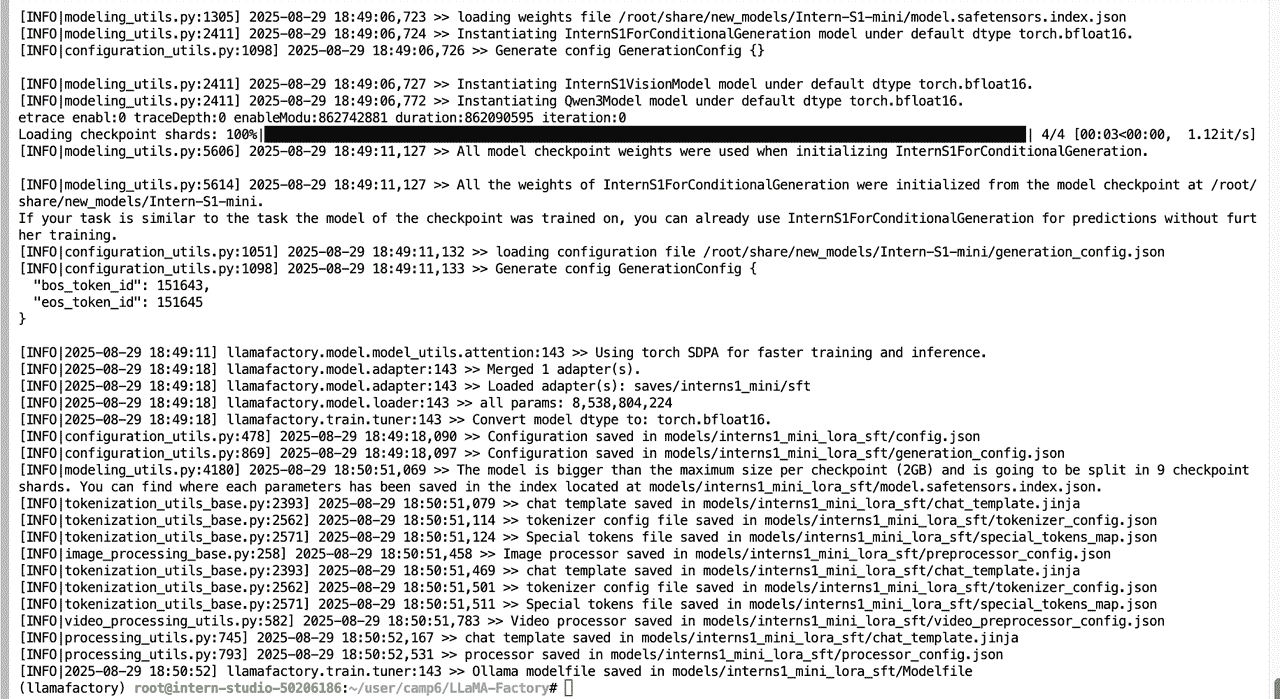 [INFO|modeling_utils.py:1305] 2025-08-29 18:49:06,723 >> loading weights file /root/share/new_models/Intern-S1-mini/model.safetensors.index.json
[INFO|modeling_utils.py:2411] 2025-08-29 18:49:06,724 >> Instantiating InternS1ForConditionalGeneration model under default dtype torch.bfloat16.
[INFO|configuration_utils.py:1098] 2025-08-29 18:49:06,726 >> Generate config GenerationConfig {}
[INFO|modeling_utils.py:2411] 2025-08-29 18:49:06,727 >> Instantiating InternS1VisionModel model under default dtype torch.bfloat16.
[INFO|modeling_utils.py:2411] 2025-08-29 18:49:06,772 >> Instantiating Qwen3Model model under default dtype torch.bfloat16.
etrace enabl:0 traceDepth:0 enableModu:862742881 duration:862090595 iteration:0
Loading checkpoint shards: 100%|██████████| 4/4 [00:03<00:00,  1.12it/s]
[INFO|modeling_utils.py:5606] 2025-08-29 18:49:11,127 >> All model checkpoint weights were used when initializing InternS1ForConditionalGeneration.
[INFO|modeling_utils.py:5614] 2025-08-29 18:49:11,127 >> All the weights of InternS1ForConditionalGeneration were initialized from the model checkpoint at /root/
share/new_models/Intern-S1-mini.
If your task is similar to the task the model of the checkpoint was trained on, you can already use InternS1ForConditionalGeneration for predictions without furt
her training.
[INFO|configuration_utils.py:1051] 2025-08-29 18:49:11,132 >> loading configuration file /root/share/new_models/Intern-S1-mini/generation_config.json
[INFO|configuration_utils.py:1098] 2025-08-29 18:49:11,133 >> Generate config GenerationConfig {
  "bos_token_id": 151643,
  "eos_token_id": 151645
}
[INFO|2025-08-29 18:49:11] llamafactory.model.model_utils.attention:143 >> Using torch SDPA for faster training and inference.
[INFO|2025-08-29 18:49:18] llamafactory.model.adapter:143 >> Merged 1 adapter(s).
[INFO|2025-08-29 18:49:18] llamafactory.model.adapter:143 >> Loaded adapter(s): saves/interns1_mini/sft
[INFO|2025-08-29 18:49:18] llamafactory.model.loader:143 >> all params: 8,538,804,224
[INFO|2025-08-29 18:49:18] llamafactory.train.tuner:143 >> Convert model dtype to: torch.bfloat16.
[INFO|configuration_utils.py:478] 2025-08-29 18:49:18,090 >> Configuration saved in models/interns1_mini_lora_sft/config.json
[INFO|configuration_utils.py:869] 2025-08-29 18:49:18,097 >> Configuration saved in models/interns1_mini_lora_sft/generation_config.json
[INFO|modeling_utils.py:4180] 2025-08-29 18:50:51,069 >> The model is bigger than the maximum size per checkpoint (2GB) and is going to be split in 9 checkpoint
shards. You can find where each parameters has been saved in the index located at models/interns1_mini_lora_sft/model.safetensors.index.json.
[INFO|tokenization_utils_base.py:2393] 2025-08-29 18:50:51,079 >> chat template saved in models/interns1_mini_lora_sft/chat_template.jinja
[INFO|tokenization_utils_base.py:2562] 2025-08-29 18:50:51,114 >> tokenizer config file saved in models/interns1_mini_lora_sft/tokenizer_config.json
[INFO|tokenization_utils_base.py:2571] 2025-08-29 18:50:51,124 >> Special tokens file saved in models/interns1_mini_lora_sft/special_tokens_map.json
[INFO|image_processing_base.py:258] 2025-08-29 18:50:51,458 >> Image processor saved in models/interns1_mini_lora_sft/preprocessor_config.json
[INFO|tokenization_utils_base.py:2393] 2025-08-29 18:50:51,469 >> chat template saved in models/interns1_mini_lora_sft/chat_template.jinja
[INFO|tokenization_utils_base.py:2562] 2025-08-29 18:50:51,501 >> tokenizer config file saved in models/interns1_mini_lora_sft/tokenizer_config.json
[INFO|tokenization_utils_base.py:2571] 2025-08-29 18:50:51,511 >> Special tokens file saved in models/interns1_mini_lora_sft/special_tokens_map.json
[INFO|video_processing_utils.py:582] 2025-08-29 18:50:51,783 >> Video processor saved in models/interns1_mini_lora_sft/video_preprocessor_config.json
[INFO|processing_utils.py:745] 2025-08-29 18:50:52,167 >> chat template saved in models/interns1_mini_lora_sft/chat_template.jinja
[INFO|processing_utils.py:793] 2025-08-29 18:50:52,531 >> processor saved in models/interns1_mini_lora_sft/processor_config.json
[INFO|2025-08-29 18:50:52] llamafactory.train.tuner:143 >> Ollama modelfile saved in models/interns1_mini_lora_sft/Modelfile
(llamafactory) root@intern-studio-50206186:~/user/camp6/LLaMA-Factory#